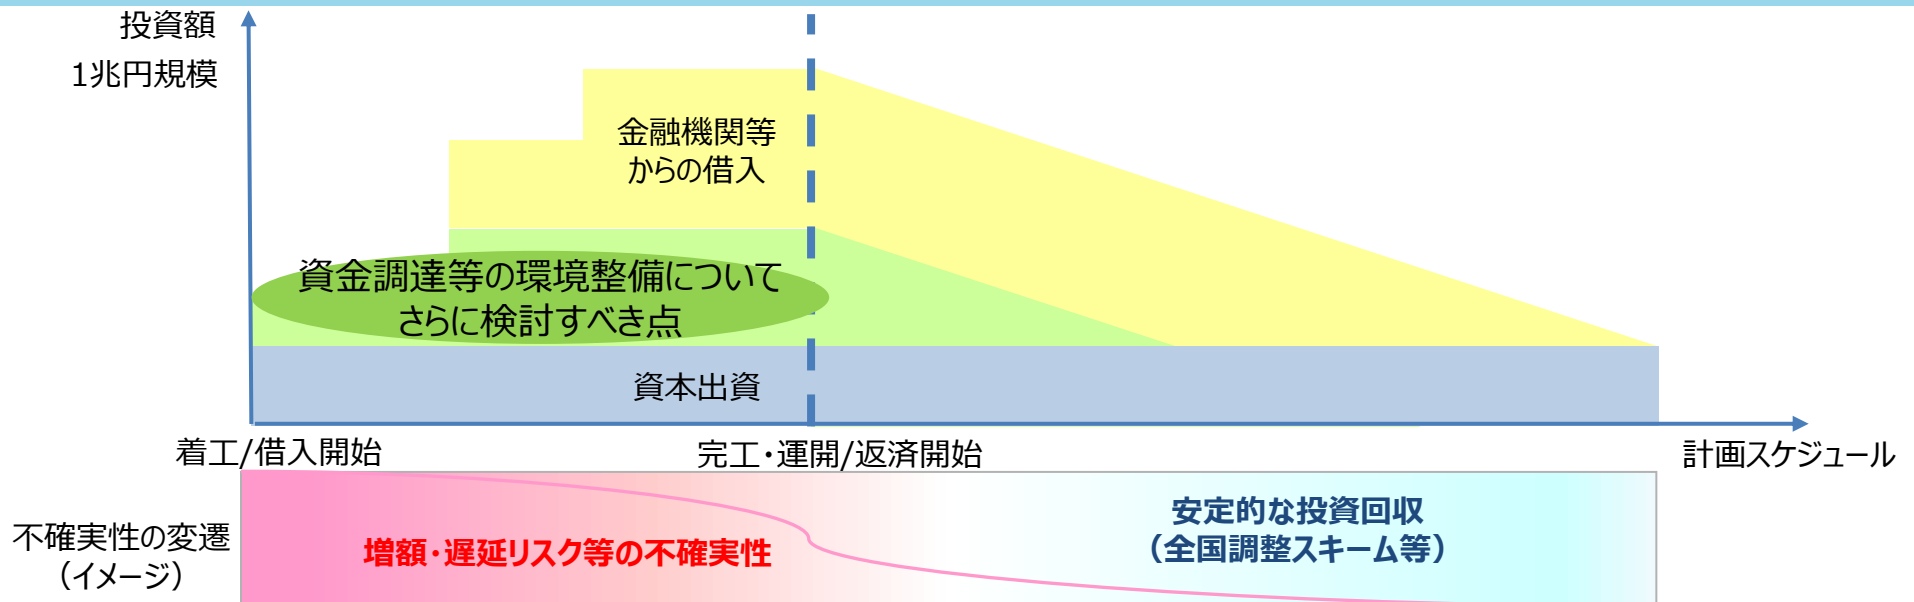 投資額
1兆円規模
金融機関等
からの借入
資金調達等の環境整備について
さらに検討すべき点
資本出資
着工/借入開始
完工・運開/返済開始
計画スケジュール
不確実性の変遷
（イメージ）
増額・遅延リスク等の不確実性
安定的な投資回収
（全国調整スキーム等）